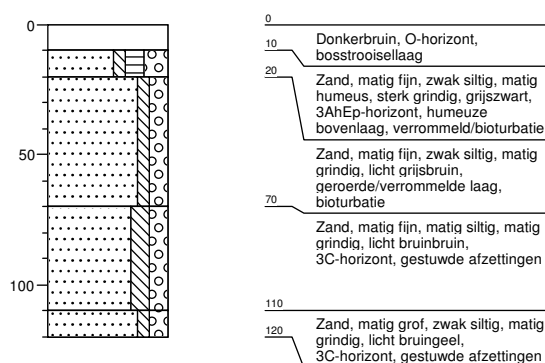 0
50
100
0
10
Donkerbruin, O-horizont,
bosstrooisellaag
20
Zand, matig fijn, zwak siltig, matig
humeus, sterk grindig, grijszwart,
3AhEp-horizont, humeuze
bovenlaag, verrommeld/bioturbatie
Zand, matig fijn, zwak siltig, matig
grindig, licht grijsbruin,
geroerde/verrommelde laag,
bioturbatie
70
Zand, matig fijn, matig siltig, matig
grindig, licht bruinbruin,
3C-horizont, gestuwde afzettingen
110
Zand, matig grof, zwak siltig, matig
grindig, licht bruingeel,
3C-horizont, gestuwde afzettingen
120